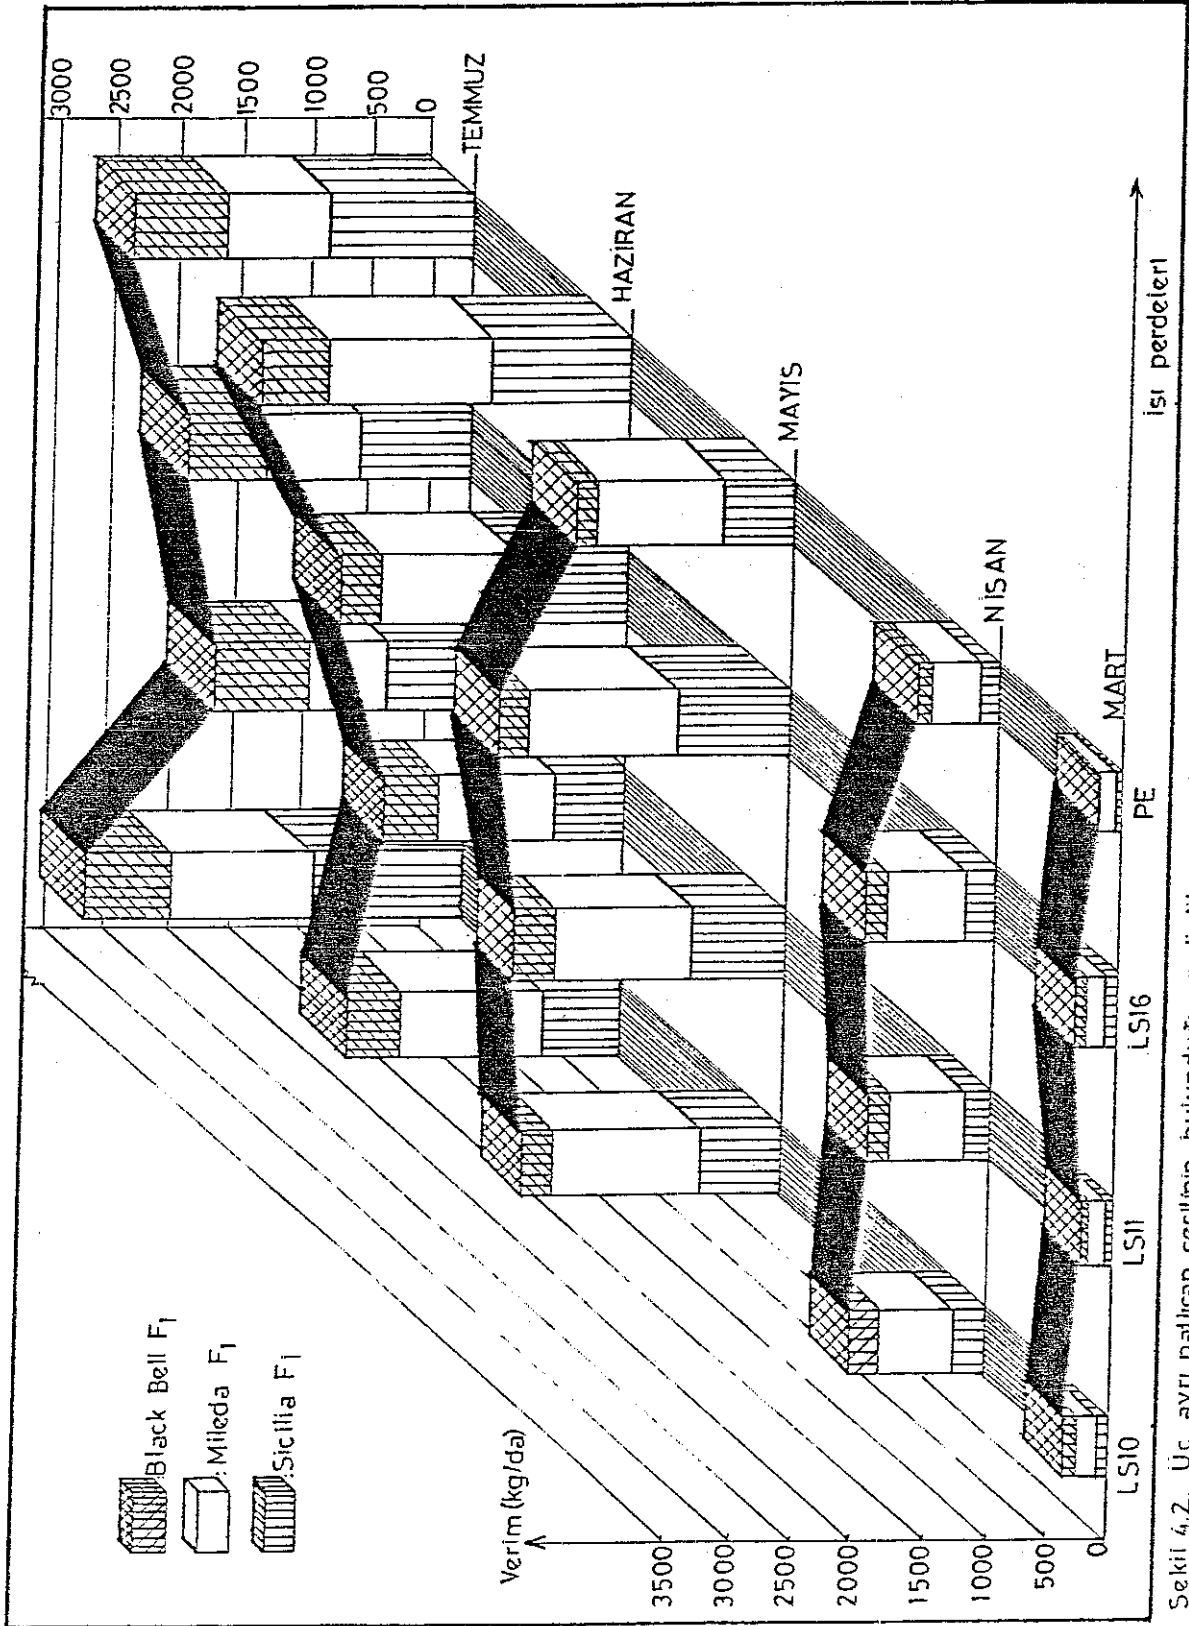 3000
2500
2000
1500
1000
500
0
TEMMUZ
HAZİRAN
MAYIS
NİSAN
MART
Black Bell F1
:Mileda F1
:Sicilia F1
Verim (kg/da)
3500
3000
2500
2000
1500
1000
500
0
LS10
LS11
LS16
PE
ısı perdeleri
Şekil 4.2. Üç ayrı patlıcan çeşitinin